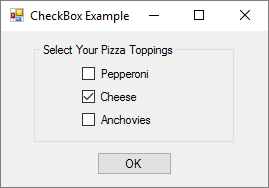 CheckBox Example
Select Your Pizza Toppings
Pepperoni
Cheese
Anchovies
OK